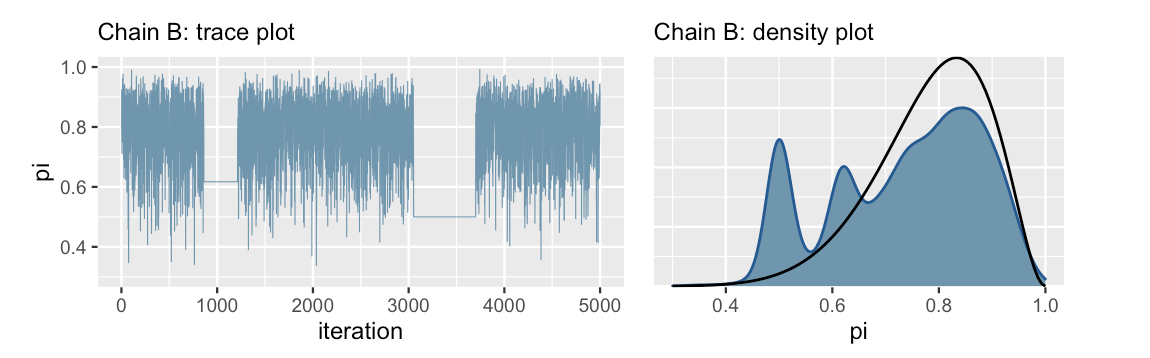 Chain B: trace plot
1.0
0.8
0.6
0.4
pi
0 1000 2000 3000 4000 5000
iteration
Chain B: density plot
0.4 0.6 0.8 1.0
pi